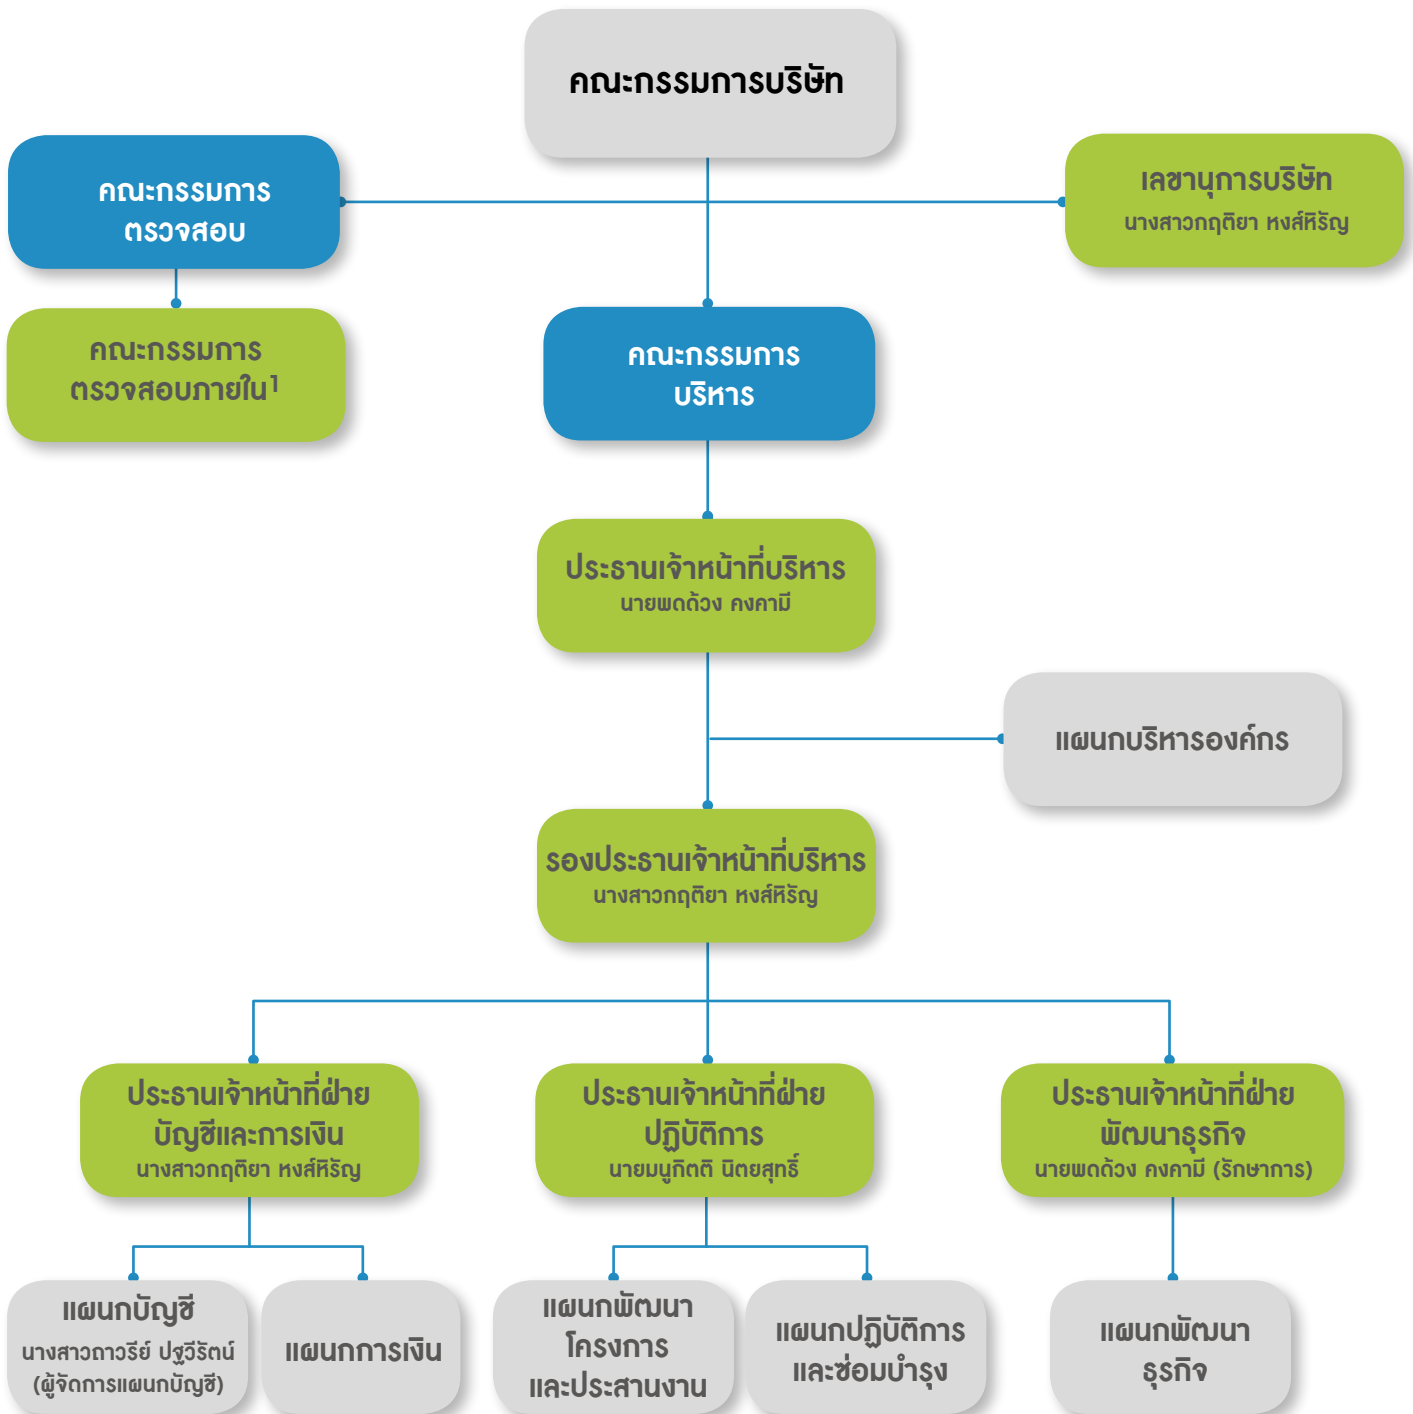 คณะกรรมการบริษัท
คณะกรรมการ
ตรวจสอบ
เลขานุการบริษัท
นางสาวกฤติยา หงส์หิรัญ
คณะกรรมการ
ตรวจสอบภายใน¹
คณะกรรมการ
บริหาร
ประธานเจ้าหน้าที่บริหาร
นายพดด้วง คงคามี
แผนกบริหารองค์กร
รองประธานเจ้าหน้าที่บริหาร
นางสาวกฤติยา หงส์หิรัญ
ประธานเจ้าหน้าที่ฝ่าย
บัญชีและการเงิน
นางสาวกฤติยา หงส์หิรัญ
ประธานเจ้าหน้าที่ฝ่าย
ปฏิบัติการ
นายมนูกิตติ นิตยสุทธิ์
ประธานเจ้าหน้าที่ฝ่าย
พัฒนาธุรกิจ
นายพดด้วง คงคามี (รักษาการ)
แผนกบัญชี
นางสาวถาวรีย์ ปฐวีรัตน์
(ผู้จัดการแผนกบัญชี)
แผนกการเงิน
แผนกพัฒนา
โครงการ
และประสานงาน
แผนกปฏิบัติการ
และซ่อมบำรุง
แผนกพัฒนา
ธุรกิจ